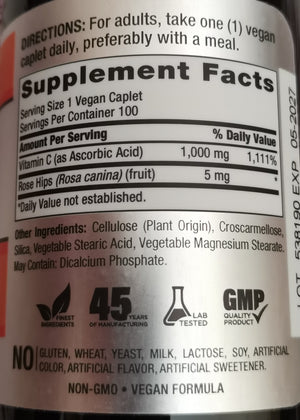 DIRECTIONS: For adults, take one (1) vegan
caplet daily, preferably with a meal.
Supplement Facts
Serving Size 1 Vegan Caplet
Servings Per Container 100
Amount Per Serving % Daily Value
Vitamin C (as Ascorbic Acid) 1,000 mg 1,111%
Rose Hips (Rosa canina) (fruit) 5 mg *
*Daily Value not established.
Other Ingredients: Cellulose (Plant Origin), Croscarmellose,
Silica, Vegetable Stearic Acid, Vegetable Magnesium Stearate.
May Contain: Dicalcium Phosphate.
FINEST
INGREDIENTS
45 YEARS
OF MANUFACTURING
LAB
TESTED
GMP
QUALITY
PRODUCT
NO GLUTEN, WHEAT, YEAST, MILK, LACTOSE, SOY, ARTIFICIAL
COLOR, ARTIFICIAL FLAVOR, ARTIFICIAL SWEETENER.
NON-GMO • VEGAN FORMULA
EXP 05.2027